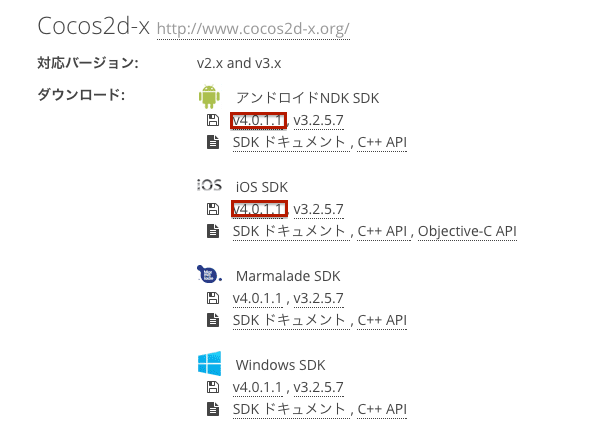 Cocos2d-x http://www.cocos2d-x.org/
対応バージョン: v2.x and v3.x
ダウンロード: アンドロイドNDK SDK
v4.0.1.1 , v3.2.5.7
SDK ドキュメント , C++ API
iOS iOS SDK
v4.0.1.1 , v3.2.5.7
SDK ドキュメント , C++ API , Objective-C API
Marmalade SDK
v4.0.1.1 , v3.2.5.7
SDK ドキュメント , C++ API
Windows SDK
v4.0.1.1 , v3.2.5.7
SDK ドキュメント , C++ API